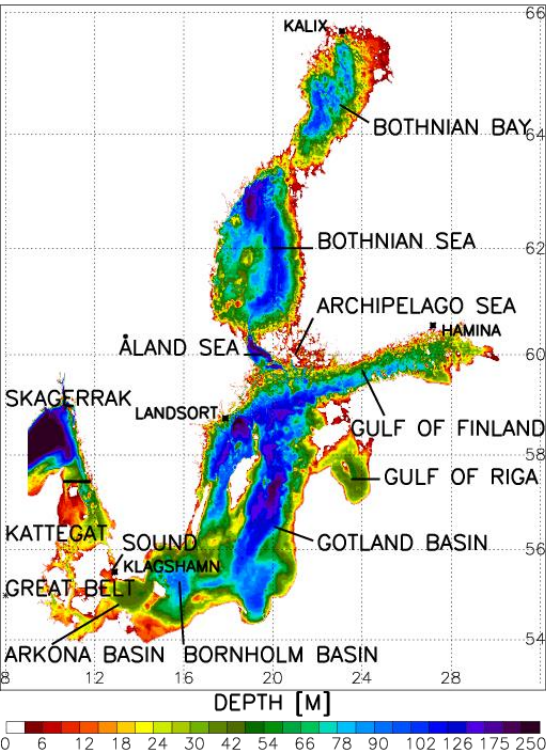 66
KALIX
64
BOTHNIAN BAY
62
BOTHNIAN SEA
ARCHIPELAGO SEA
HAMINA
60
ÅLAND SEA
SKAGERRAK
LANDSORT
GULF OF FINLAND
58
GULF OF RIGA
KATTEGAT
SOUND
GOTLAND BASIN
56
KLAGSHAMN
GREAT BELT
54
ARKONA BASIN BORNHOLM BASIN
8 12 16 20 24 28
DEPTH [M]
0 6 12 18 24 30 42 54 66 78 90 102 126 175 250